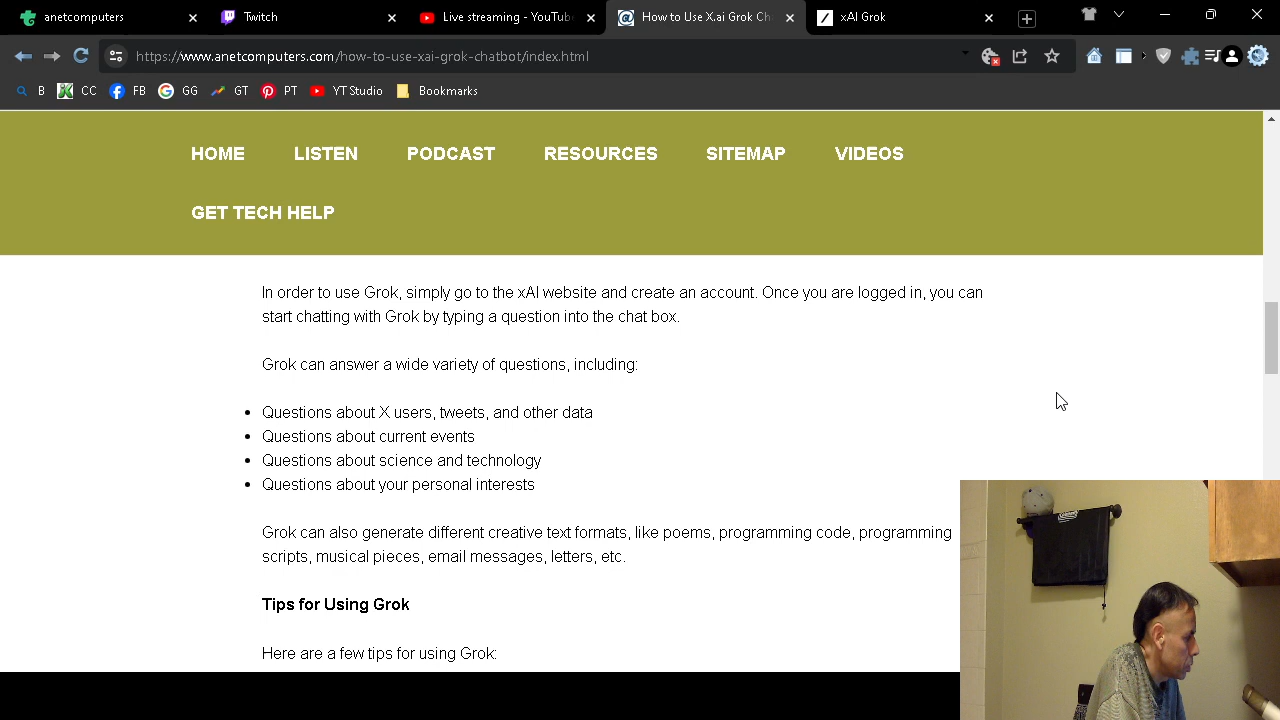 anetcomputers
Twitch
Live streaming - YouTub
How to Use X.ai Grok Ch
xAI Grok
https://www.anetcomputers.com/how-to-use-xai-grok-chatbot/index.html
B CC FB GG GT PT YT Studio Bookmarks
HOME LISTEN PODCAST RESOURCES SITEMAP VIDEOS
GET TECH HELP
In order to use Grok, simply go to the xAI website and create an account. Once you are logged in, you can
start chatting with Grok by typing a question into the chat box.
Grok can answer a wide variety of questions, including:
• Questions about X users, tweets, and other data
• Questions about current events
• Questions about science and technology
• Questions about your personal interests
Grok can also generate different creative text formats, like poems, programming code, programming
scripts, musical pieces, email messages, letters, etc.
Tips for Using Grok
Here are a few tips for using Grok: